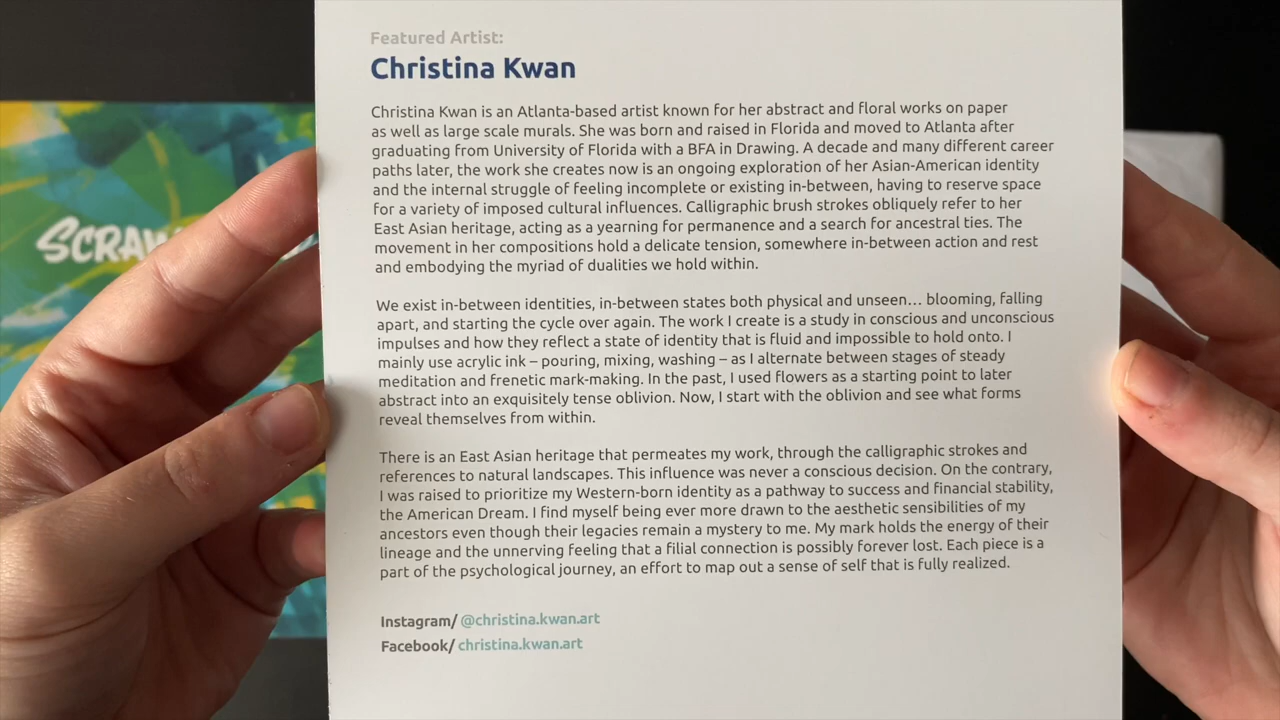 Featured Artist:
Christina Kwan
Christina Kwan is an Atlanta-based artist known for her abstract and floral works on paper
as well as large scale murals. She was born and raised in Florida and moved to Atlanta after
graduating from University of Florida with a BFA in Drawing. A decade and many different career
paths later, the work she creates now is an ongoing exploration of her Asian-American identity
and the internal struggle of feeling incomplete or existing in-between, having to reserve space
for a variety of imposed cultural influences. Calligraphic brush strokes obliquely refer to her
East Asian heritage, acting as a yearning for permanence and a search for ancestral ties. The
movement in her compositions hold a delicate tension, somewhere in-between action and rest
and embodying the myriad of dualities we hold within.
We exist in-between identities, in-between states both physical and unseen... blooming, falling
apart, and starting the cycle over again. The work I create is a study in conscious and unconscious
impulses and how they reflect a state of identity that is fluid and impossible to hold onto. I
mainly use acrylic ink – pouring, mixing, washing – as I alternate between stages of steady
meditation and frenetic mark-making. In the past, I used flowers as a starting point to later
abstract into an exquisitely tense oblivion. Now, I start with the oblivion and see what forms
reveal themselves from within.
There is an East Asian heritage that permeates my work, through the calligraphic strokes and
references to natural landscapes. This influence was never a conscious decision. On the contrary,
I was raised to prioritize my Western-born identity as a pathway to success and financial stability,
the American Dream. I find myself being ever more drawn to the aesthetic sensibilities of my
ancestors even though their legacies remain a mystery to me. My mark holds the energy of their
lineage and the unnerving feeling that a filial connection is possibly forever lost. Each piece is a
part of the psychological journey, an effort to map out a sense of self that is fully realized.
Instagram/ @christina.kwan.art
Facebook/ christina.kwan.art